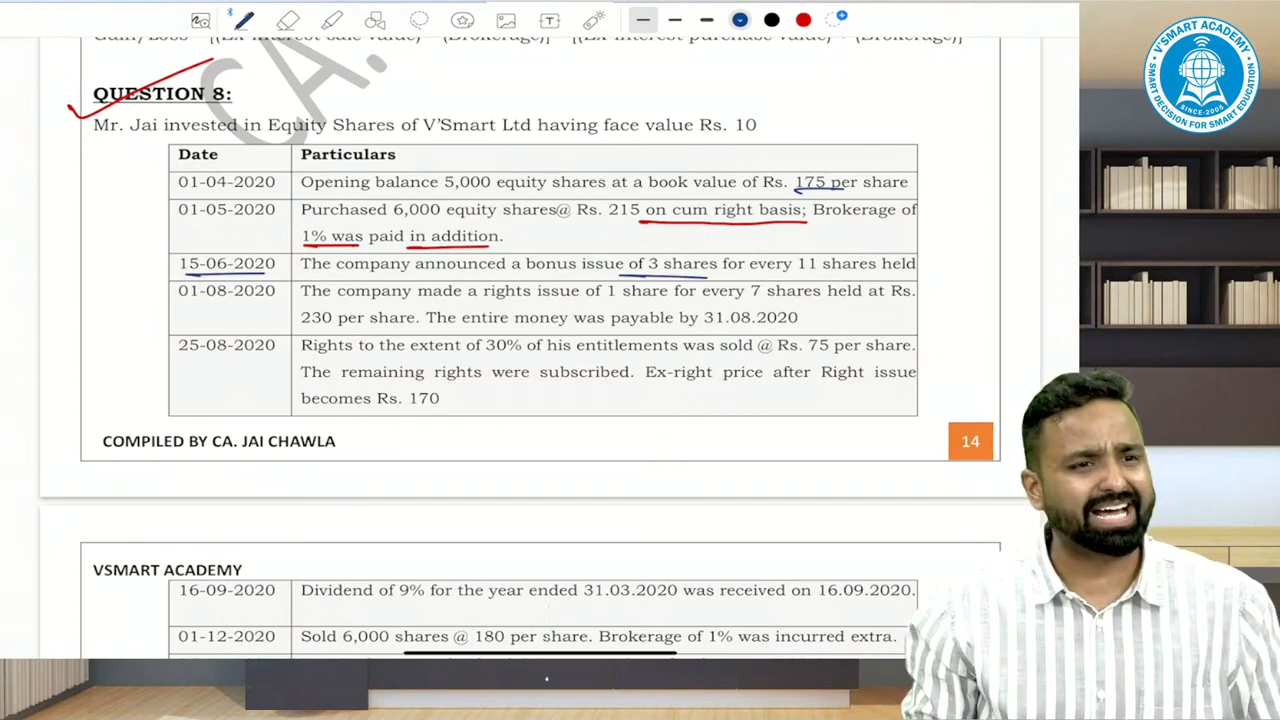 QUESTION 8:
Mr. Jai invested in Equity Shares of V'Smart Ltd having face value Rs. 10
Date Particulars
01-04-2020 Opening balance 5,000 equity shares at a book value of Rs. 175 per share
01-05-2020 Purchased 6,000 equity shares@ Rs. 215 on cum right basis; Brokerage of
1% was paid in addition.
15-06-2020 The company announced a bonus issue of 3 shares for every 11 shares held
01-08-2020 The company made a rights issue of 1 share for every 7 shares held at Rs.
230 per share. The entire money was payable by 31.08.2020
25-08-2020 Rights to the extent of 30% of his entitlements was sold @ Rs. 75 per share.
The remaining rights were subscribed. Ex-right price after Right issue
becomes Rs. 170
COMPILED BY CA. JAI CHAWLA 14
VSMART ACADEMY
16-09-2020 Dividend of 9% for the year ended 31.03.2020 was received on 16.09.2020.
01-12-2020 Sold 6,000 shares @ 180 per share. Brokerage of 1% was incurred extra.
CA.
V'SMART ACADEMY
SMART DECISION FOR SMART EDUCATION
SINCE-2005